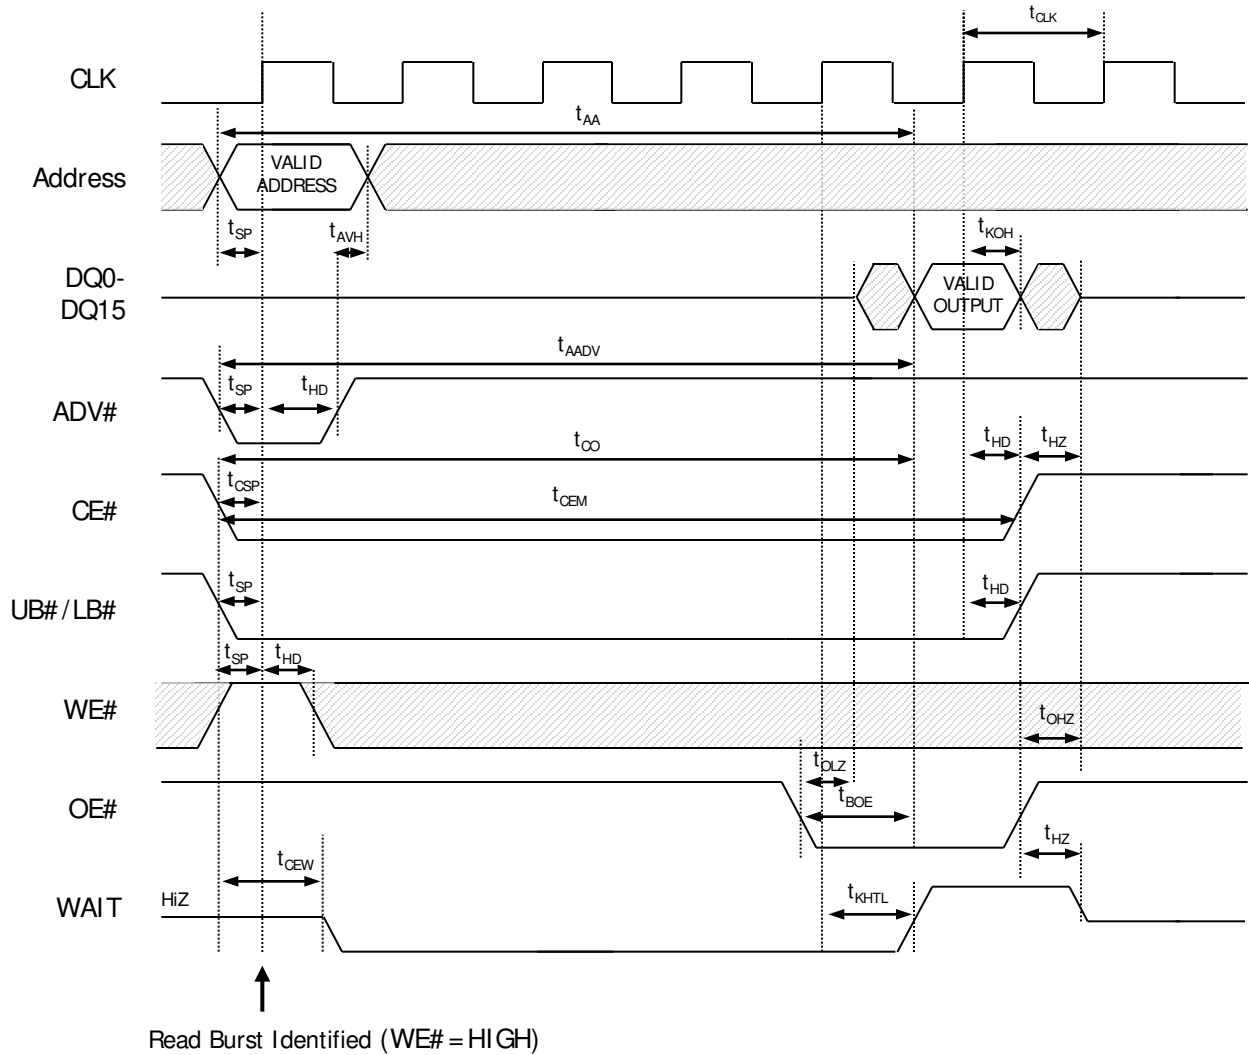 tCLK
CLK
tAA
VALID
ADDRESS
Address
tSP
tAVH
tKOH
DQ0-
DQ15
VALID
OUTPUT
tAADV
tSP
tHD
ADV#
tCO
tHD
tHZ
tCSP
tCEM
CE#
tSP
tHD
UB# / LB#
tSP
tHD
WE#
tOHZ
tOLZ
OE#
tBOE
tHZ
tCEW
HiZ
WAIT
tKHTL
Read Burst Identified (WE# = HIGH)